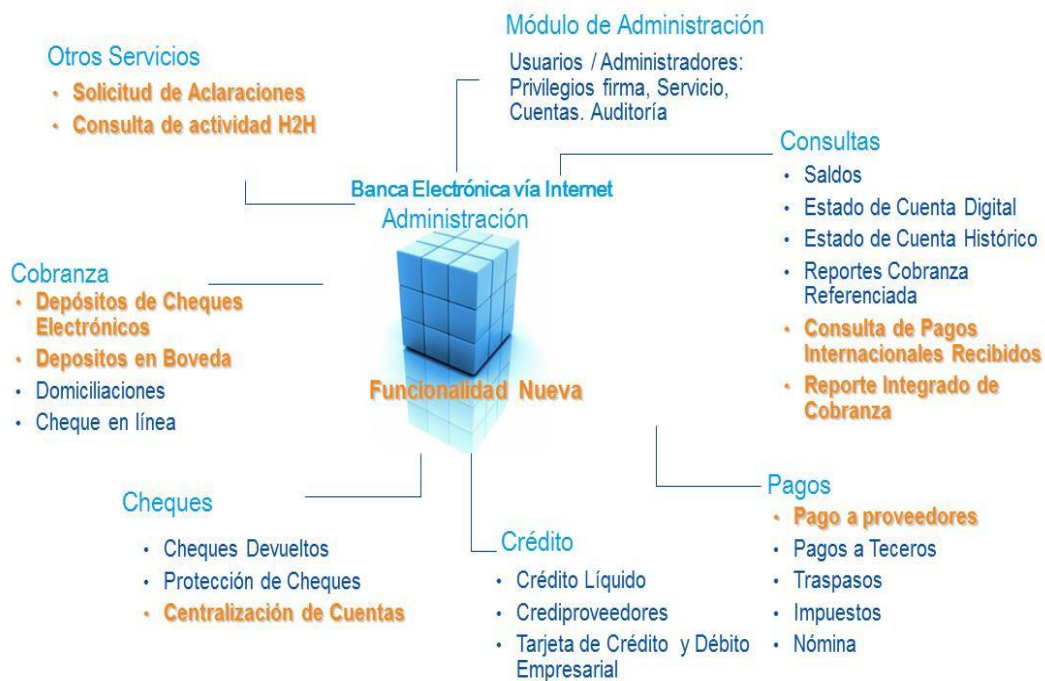 Módulo de Administración
Usuarios / Administradores:
Privilegios firma, Servicio,
Cuentas. Auditoría
Otros Servicios
• Solicitud de Aclaraciones
• Consulta de actividad H2H
Consultas
• Saldos
• Estado de Cuenta Digital
• Estado de Cuenta Histórico
• Reportes Cobranza
Referenciada
• Consulta de Pagos
Internacionales Recibidos
• Reporte Integrado de
Cobranza
Banca Electrónica vía Internet
Administración
Funcionalidad Nueva
Cobranza
• Depósitos de Cheques
Electrónicos
• Depositos en Boveda
• Domiciliaciones
• Cheque en línea
Cheques
• Cheques Devueltos
• Protección de Cheques
• Centralización de Cuentas
Crédito
• Crédito Líquido
• Crediproveedores
• Tarjeta de Crédito y Débito
Empresarial
Pagos
• Pago a proveedores
• Pagos a Teceros
• Traspasos
• Impuestos
• Nómina